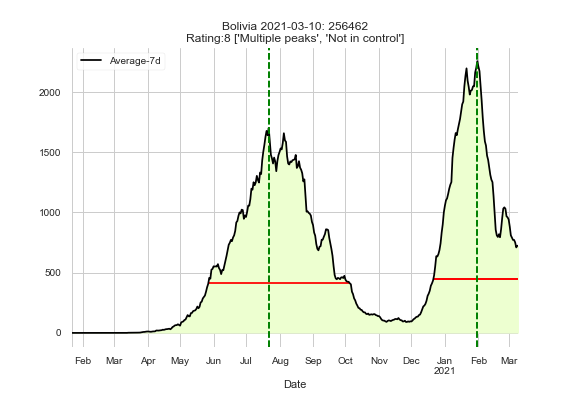 Bolivia 2021-03-10: 256462
Rating:8 ['Multiple peaks', 'Not in control']
Average-7d
2000
1500
1000
500
0
Feb Mar Apr May Jun Jul Aug Sep Oct Nov Dec Jan Feb Mar
2021
Date